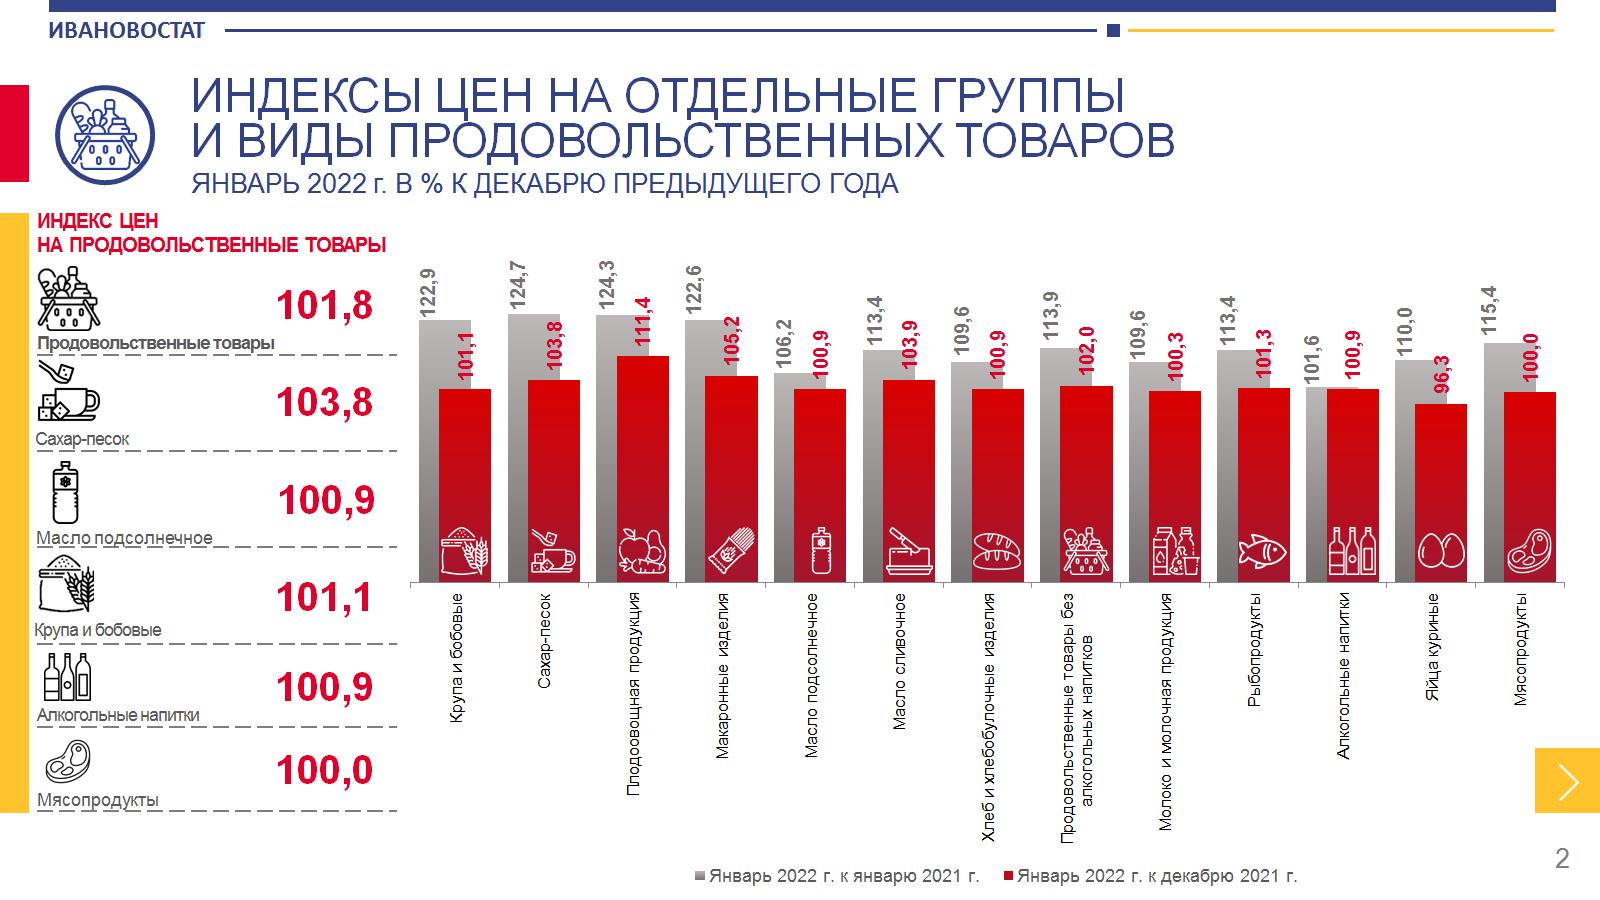 ИВАНОВОСТАТ
ИНДЕКСЫ ЦЕН НА ОТДЕЛЬНЫЕ ГРУППЫ
И ВИДЫ ПРОДОВОЛЬСТВЕННЫХ ТОВАРОВ
ЯНВАРЬ 2022 г. В % К ДЕКАБРЮ ПРЕДЫДУЩЕГО ГОДА
ИНДЕКС ЦЕН
НА ПРОДОВОЛЬСТВЕННЫЕ ТОВАРЫ
101,8
Продовольственные товары
103,8
Сахар-песок
100,9
Масло подсолнечное
101,1
Крупа и бобовые
100,9
Алкогольные напитки
100,0
Мясопродукты
122,9
101,1
124,7
103,8
124,3
111,4
122,6
105,2
106,2
100,9
113,4
103,9
109,6
100,9
113,9
102,0
109,6
100,3
113,4
101,3
101,6
100,9
110,0
96,3
115,4
100,0
Крупа и бобовые
Сахар-песок
Плодоовощная продукция
Макаронные изделия
Масло подсолнечное
Масло сливочное
Хлеб и хлебобулочные изделия
Продовольственные товары без
алкогольных напитков
Молоко и молочная продукция
Рыбопродукты
Алкогольные напитки
Яйца куриные
Мясопродукты
Январь 2022 г. к январю 2021 г.
Январь 2022 г. к декабрю 2021 г.
2